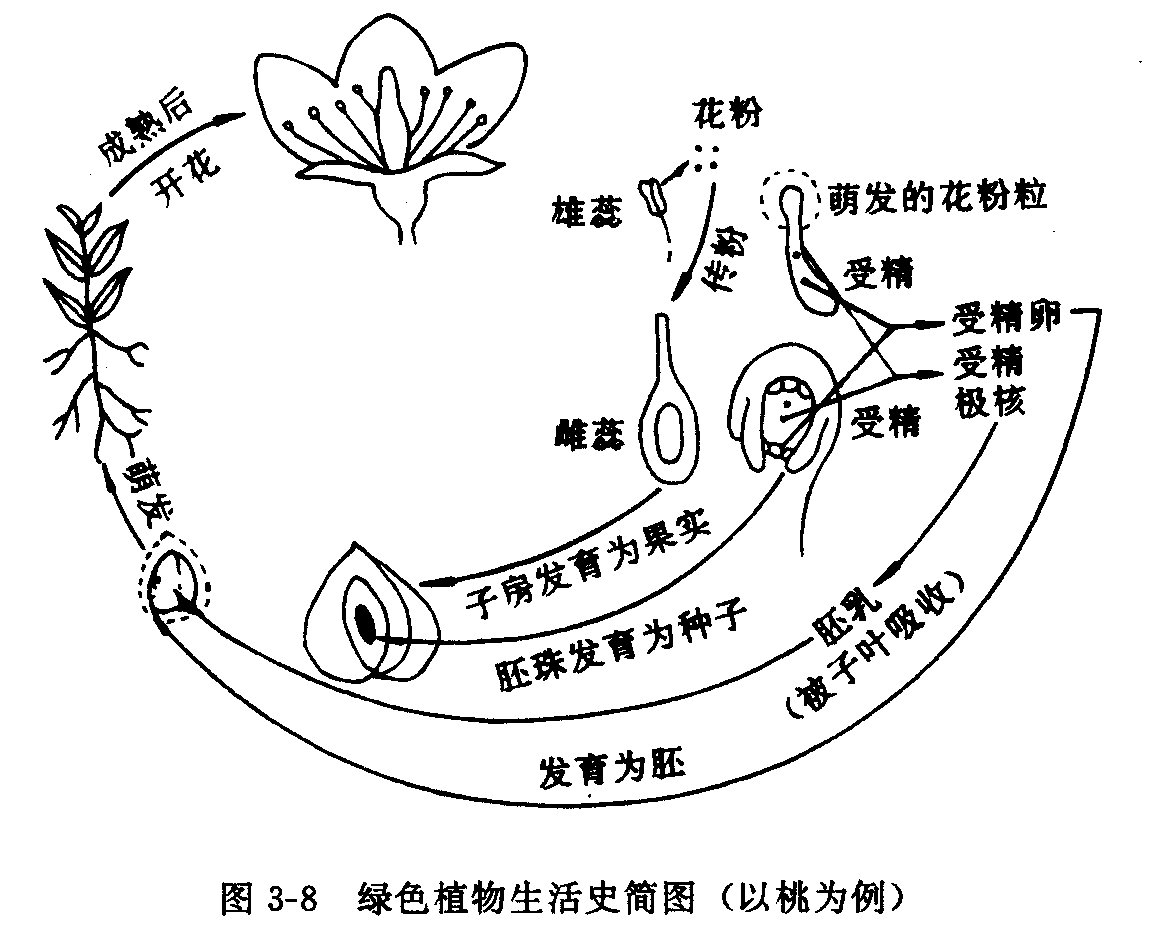 成熟后
开花
花粉
雄蕊
传粉
萌发的花粉粒
受精
受精卵
受精
极核
受精
雌蕊
萌发
子房发育为果实
胚珠发育为种子
胚乳
(被子叶吸收)
发育为胚
图 3-8 绿色植物生活史简图 (以桃为例)